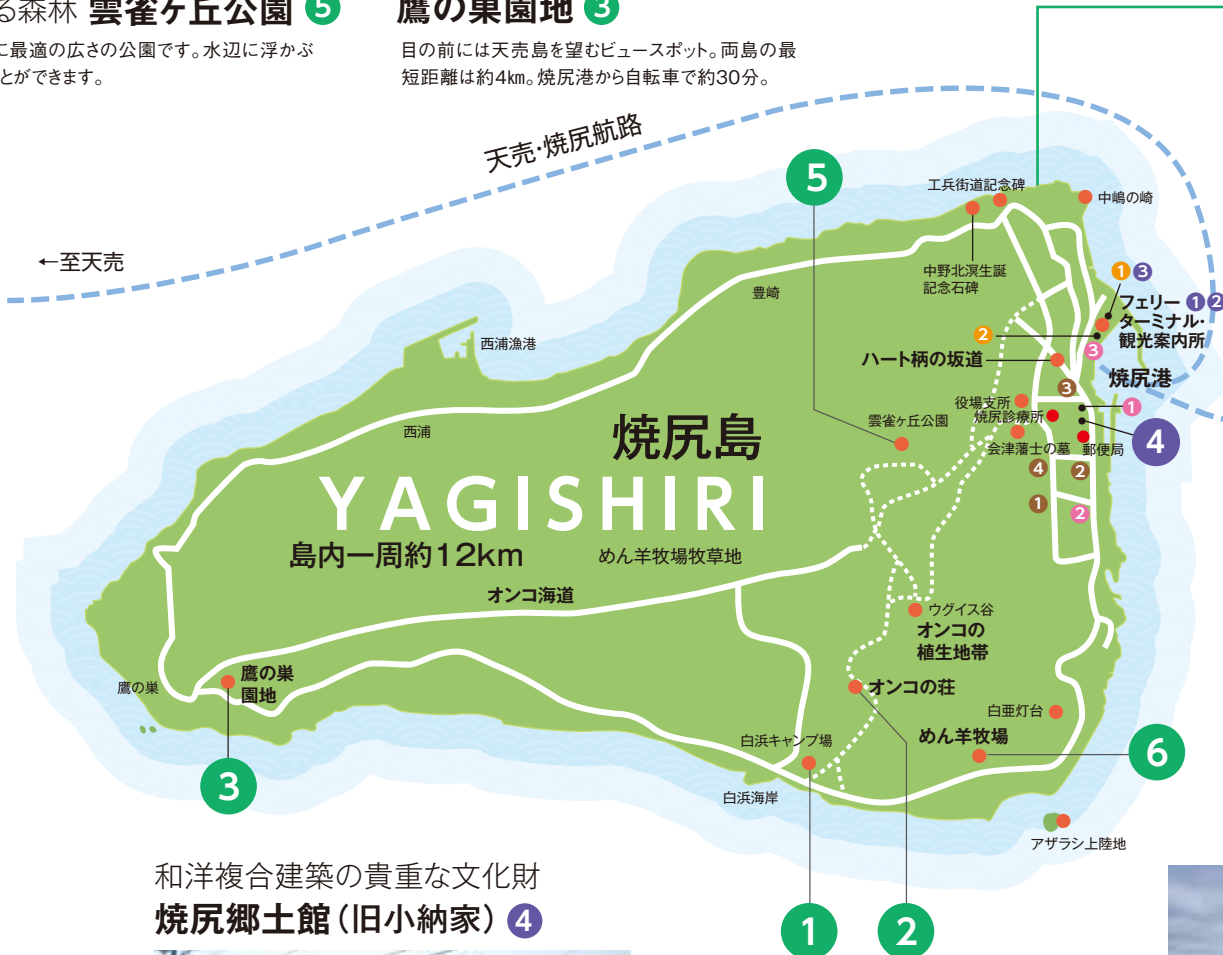 る森林 雲雀ヶ丘公園 5
に最適の広さの公園です。水辺に浮かぶ
とができます。
鷹の巣園地 3
目の前には天売島を望むビュースポット。両島の最
短距離は約4㎞。焼尻港から自転車で約30分。
天売・焼尻航路
←至天売
5
工兵街道記念碑
中嶋の崎
中野北溟生誕
記念石碑
豊崎
1 3
フェリー 1 2
ターミナル・
観光案内所
2
3
西浦漁港
ハート柄の坂道
焼尻港
3
役場支所
1
焼尻診療所
雲雀ヶ丘公園
西浦
会津藩士の墓
郵便局
4
焼尻島
4
2
YAGISHIRI
1
2
島内一周約12km
めん羊牧場牧草地
オンコ海道
ウグイス谷
オンコの
植生地帯
鷹の巣
鷹の巣
園地
オンコの荘
白亜灯台
めん羊牧場
白浜キャンプ場
6
3
白浜海岸
アザラシ上陸地
和洋複合建築の貴重な文化財
焼尻郷土館(旧小納家) 4
1
2